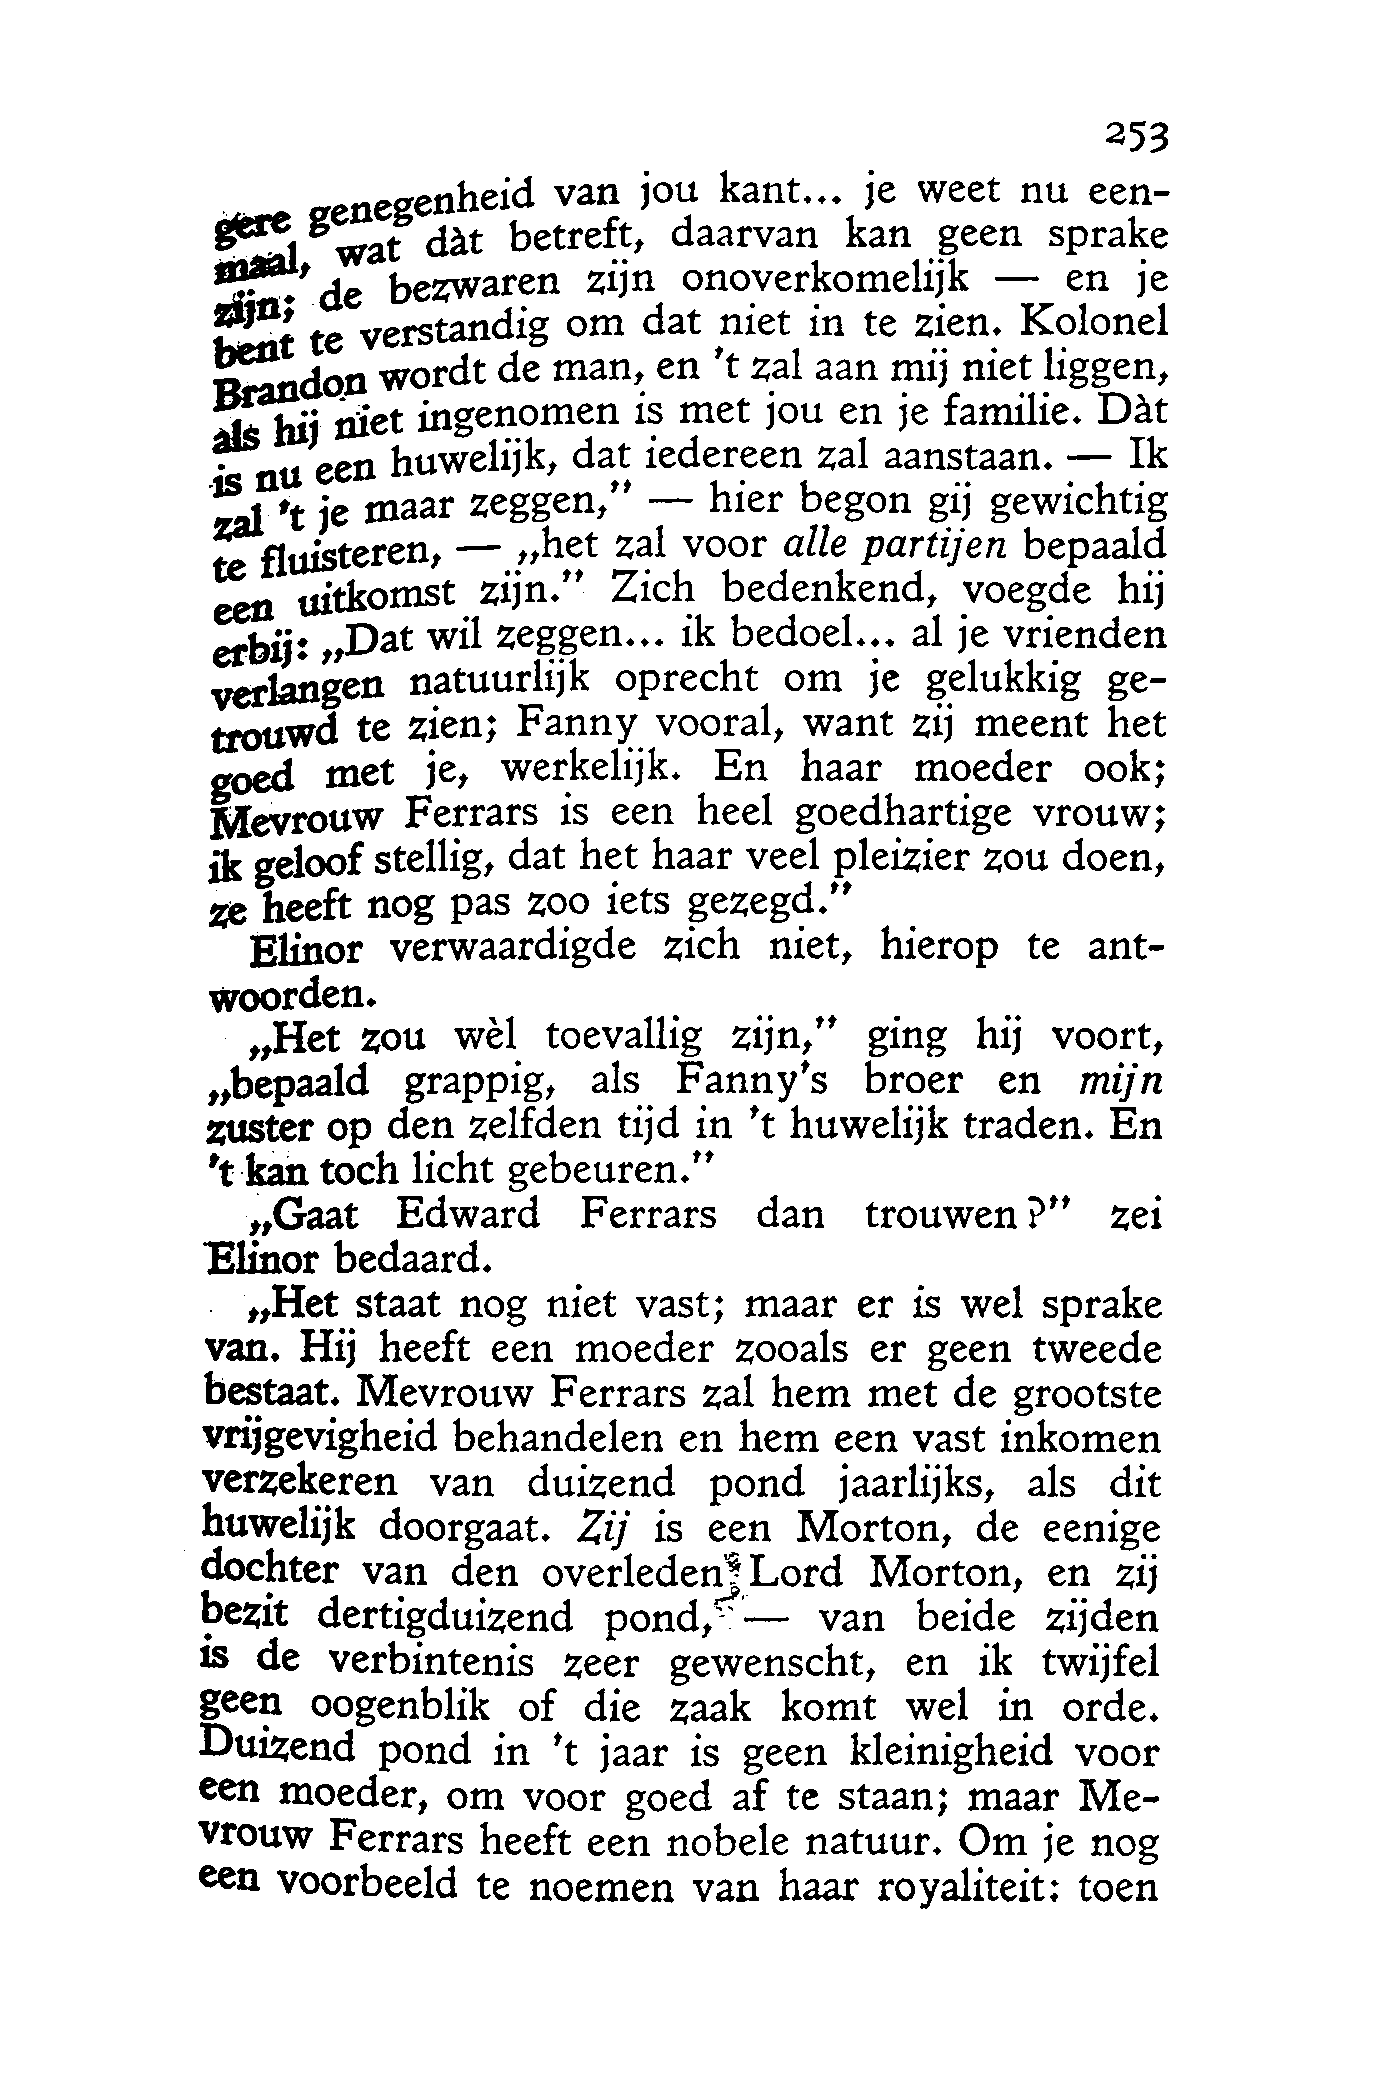 253
gere genegenheid van jou kant... je weet nu een-
maal, wat dàt betreft, daarvan kan geen sprake
zijn; de bezwaren zijn onoverkomelijk — en je
bent te verstandig om dat niet in te zien. Kolonel
Brandon wordt de man, en 't zal aan mij niet liggen,
als hij niet ingenomen is met jou en je familie. Dàt
is nu een huwelijk, dat iedereen zal aanstaan. — Ik
zal 't je maar zeggen,” — hier begon gij gewichtig
te fluisteren, — „het zal voor alle partijen bepaald
een uitkomst zijn.” Zich bedenkend, voegde hij
erbij: „Dat wil zeggen... ik bedoel... al je vrienden
verlangen natuurlijk oprecht om je gelukkig ge-
trouwd te zien; Fanny vooral, want zij meent het
goed met je, werkelijk. En haar moeder ook;
Mevrouw Ferrars is een heel goedhartige vrouw;
ik geloof stellig, dat het haar veel pleizier zou doen,
ze heeft nog pas zoo iets gezegd.”
Elinor verwaardigde zich niet, hierop te ant-
woorden.
„Het zou wèl toevallig zijn,” ging hij voort,
„bepaald grappig, als Fanny's broer en mijn
zuster op den zelfden tijd in 't huwelijk traden. En
't kan toch licht gebeuren.”
„Gaat Edward Ferrars dan trouwen?” zei
Elinor bedaard.
„Het staat nog niet vast; maar er is wel sprake
van. Hij heeft een moeder zooals er geen tweede
bestaat. Mevrouw Ferrars zal hem met de grootste
vrijgevigheid behandelen en hem een vast inkomen
verzekeren van duizend pond jaarlijks, als dit
huwelijk doorgaat. Zij is een Morton, de eenige
dochter van den overleden Lord Morton, en zij
bezit dertigduizend pond, — van beide zijden
is de verbintenis zeer gewenscht, en ik twijfel
geen oogenblik of die zaak komt wel in orde.
Duizend pond in 't jaar is geen kleinigheid voor
een moeder, om voor goed af te staan; maar Me-
vrouw Ferrars heeft een nobele natuur. Om je nog
een voorbeeld te noemen van haar royaliteit: toen